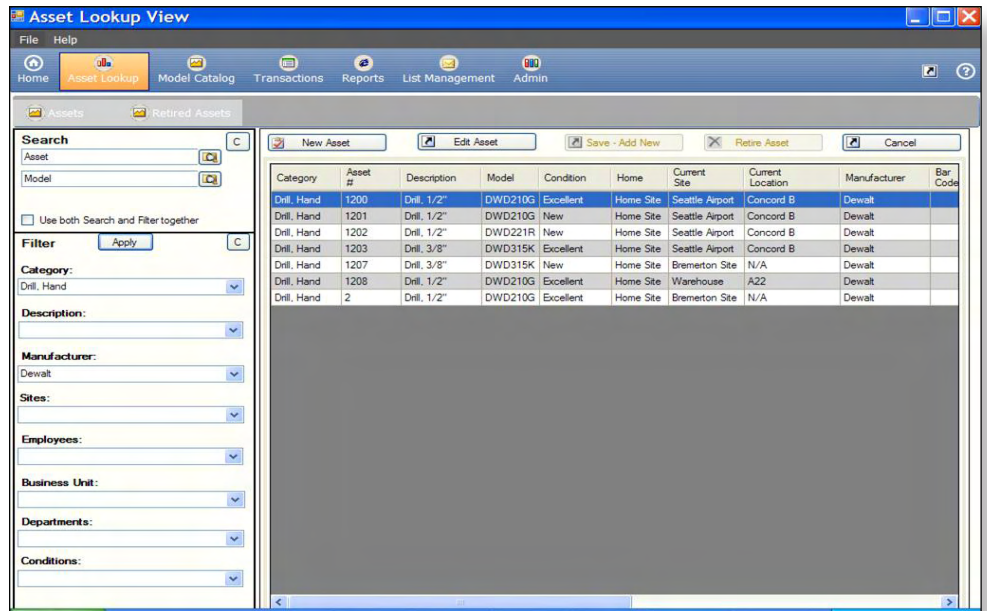 Asset Lookup View
File Help
Home Asset Lookup Model Catalog Transactions Reports List Management Admin
Assets Retired Assets
Search C
Asset
Model
Use both Search and Filter together
Filter Apply C
Category:
Drill, Hand
Description:
Manufacturer:
Dewalt
Sites:
Employees:
Business Unit:
Departments:
Conditions:
New Asset Edit Asset Save - Add New Retire Asset Cancel
Category Asset # Description Model Condition Home Current Site Current Location Manufacturer Bar Code
Drill, Hand 1200 Drill, 1/2" DWD210G Excellent Home Site Seattle Airport Concord B Dewalt
Drill, Hand 1201 Drill, 1/2" DWD210G New Home Site Seattle Airport Concord B Dewalt
Drill, Hand 1202 Drill, 1/2" DWD221R New Home Site Seattle Airport Concord B Dewalt
Drill, Hand 1203 Drill, 3/8" DWD315K Excellent Home Site Seattle Airport Concord B Dewalt
Drill, Hand 1207 Drill, 3/8" DWD315K New Home Site Bremerton Site N/A Dewalt
Drill, Hand 1208 Drill, 1/2" DWD210G Excellent Home Site Warehouse A22 Dewalt
Drill, Hand 2 Drill, 1/2" DWD210G Excellent Home Site Bremerton Site N/A Dewalt